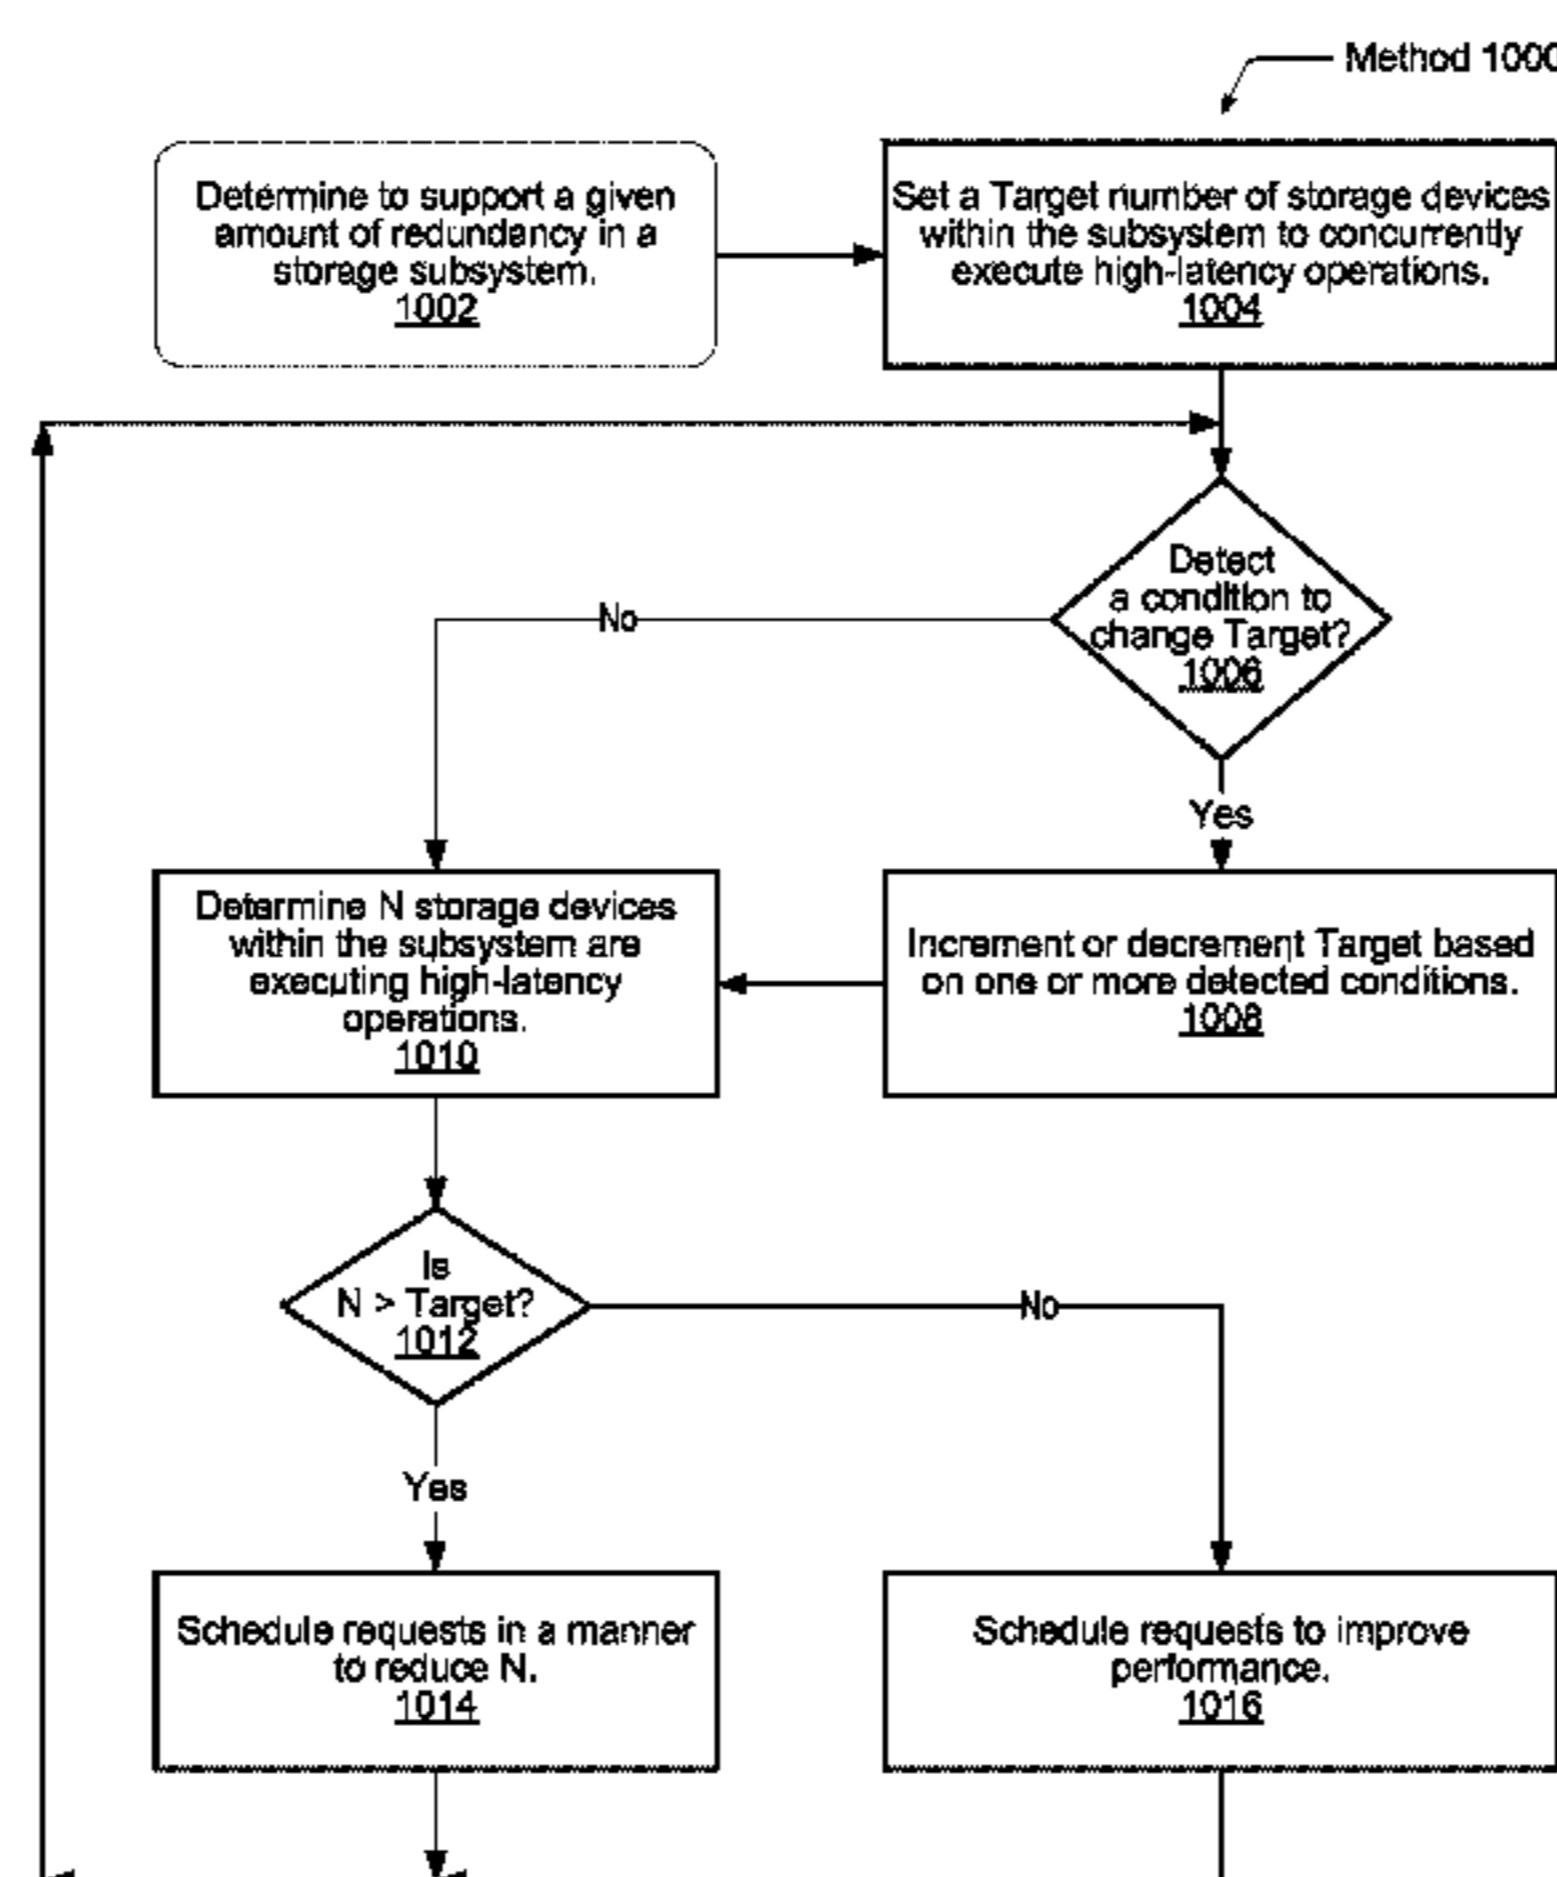 Method 1000
Determine to support a given
amount of redundancy in a
storage subsystem.
1002
Set a Target number of storage devices
within the subsystem to concurrently
execute high-latency operations.
1004
Detect
a condition to
change Target?
1006
No
Yes
Determine N storage devices
within the subsystem are
executing high-latency
operations.
1010
Increment or decrement Target based
on one or more detected conditions.
1008
Is
N > Target?
1012
No
Yes
Schedule requests in a manner
to reduce N.
1014
Schedule requests to improve
performance.
1016